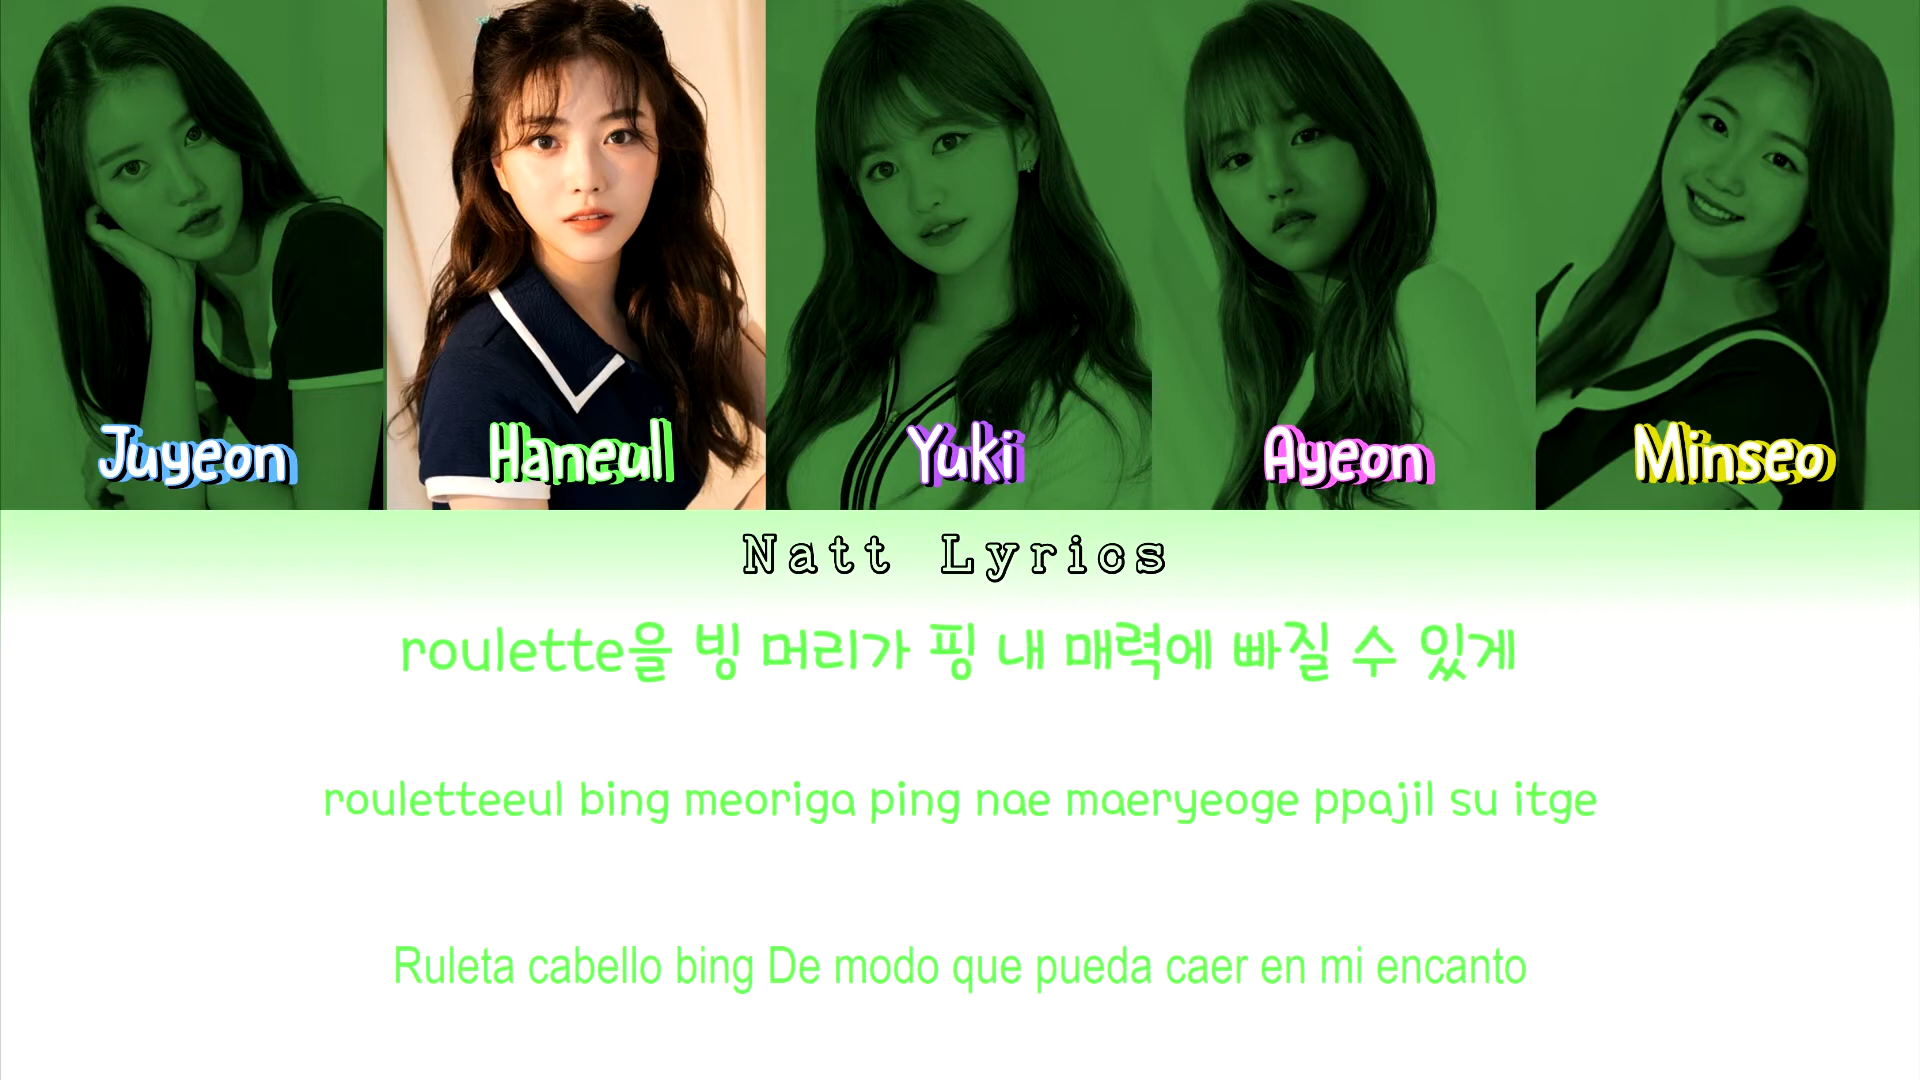 Juyeon Haneul Yuki Ayeon Minseo
Natt Lyrics
roulette을 빙 머리가 핑 내 매력에 빠질 수 있게
rouletteeul bing meoriga ping nae maeryeoge ppajil su itge
Ruleta cabello bing De modo que pueda caer en mi encanto